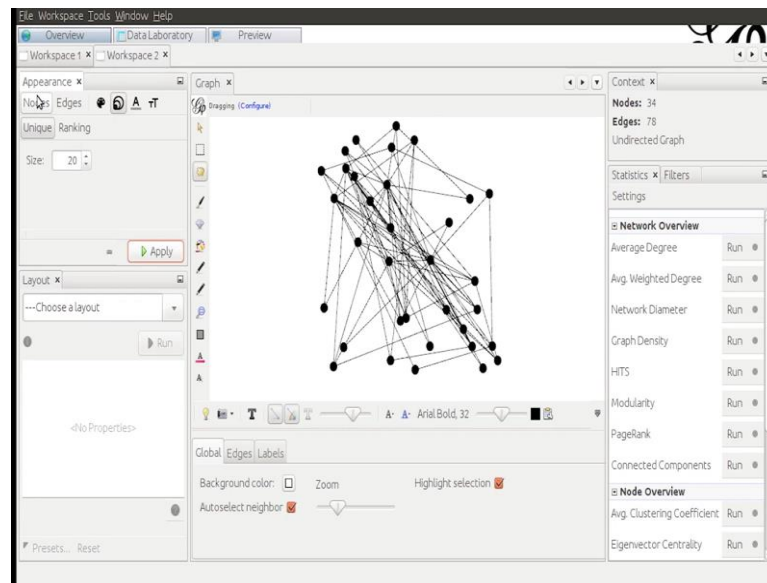 File Workspace Tools Window Help
Overview Data Laboratory Preview
Workspace 1 × Workspace 2 ×
Appearance ×
Nodes Edges
Unique Ranking
Size: 20
Apply
Layout ×
---Choose a layout
Run
<No Properties>
Presets... Reset
Graph ×
Dragging (Configure)
T T A- A- Arial Bold, 32
Global Edges Labels
Background color: Zoom Highlight selection
Autoselect neighbor
Context ×
Nodes: 34
Edges: 78
Undirected Graph
Statistics × Filters
Settings
Network Overview
Average Degree Run
Avg. Weighted Degree Run
Network Diameter Run
Graph Density Run
HITS Run
Modularity Run
PageRank Run
Connected Components Run
Node Overview
Avg. Clustering Coefficient Run
Eigenvector Centrality Run